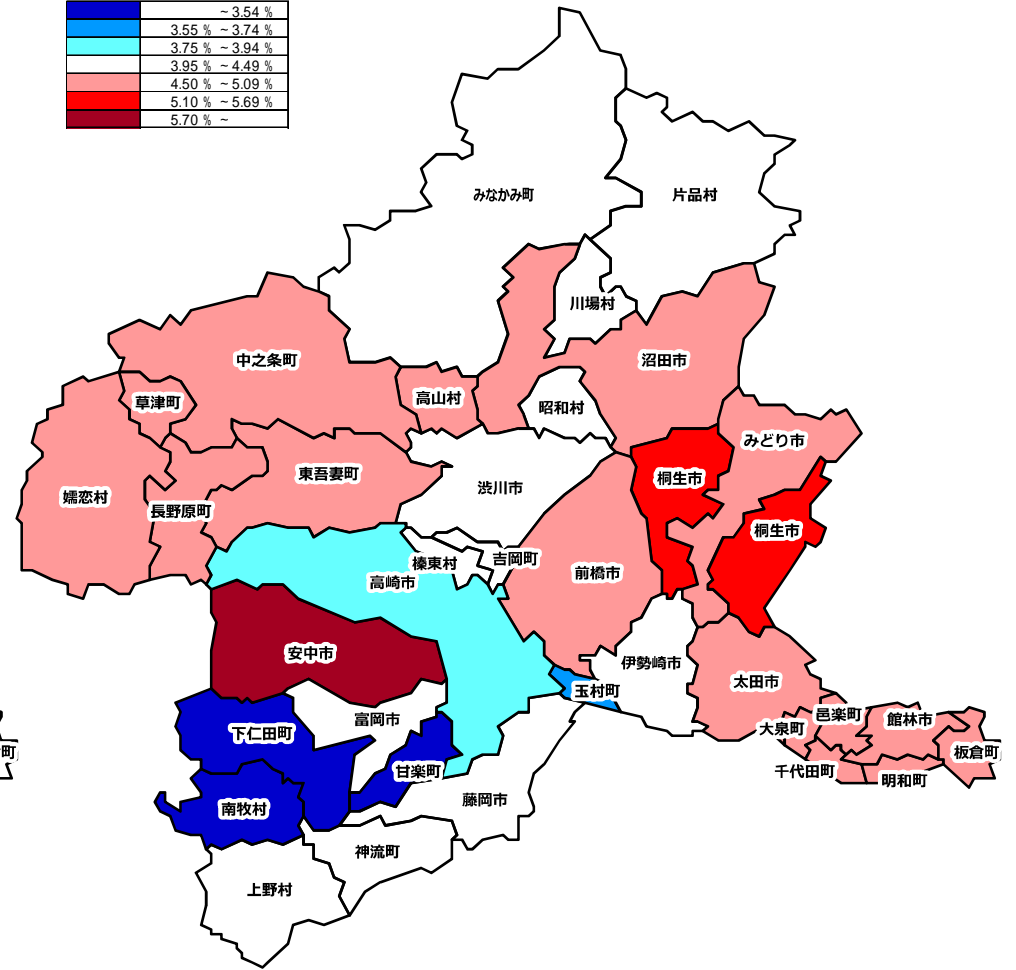 ~ 3.54 %
3.55 % ~ 3.74 %
3.75 % ~ 3.94 %
3.95 % ~ 4.49 %
4.50 % ~ 5.09 %
5.10 % ~ 5.69 %
5.70 % ~
みなかみ町
片品村
川場村
中之条町
沼田市
草津町
高山村
昭和村
みどり市
東吾妻町
桐生市
渋川市
嬬恋村
長野原町
桐生市
吉岡町
榛東村
前橋市
高崎市
安中市
伊勢崎市
太田市
玉村町
邑楽町
館林市
富岡市
大泉町
下仁田町
町
板倉町
甘楽町
千代田町
明和町
藤岡市
南牧村
神流町
上野村